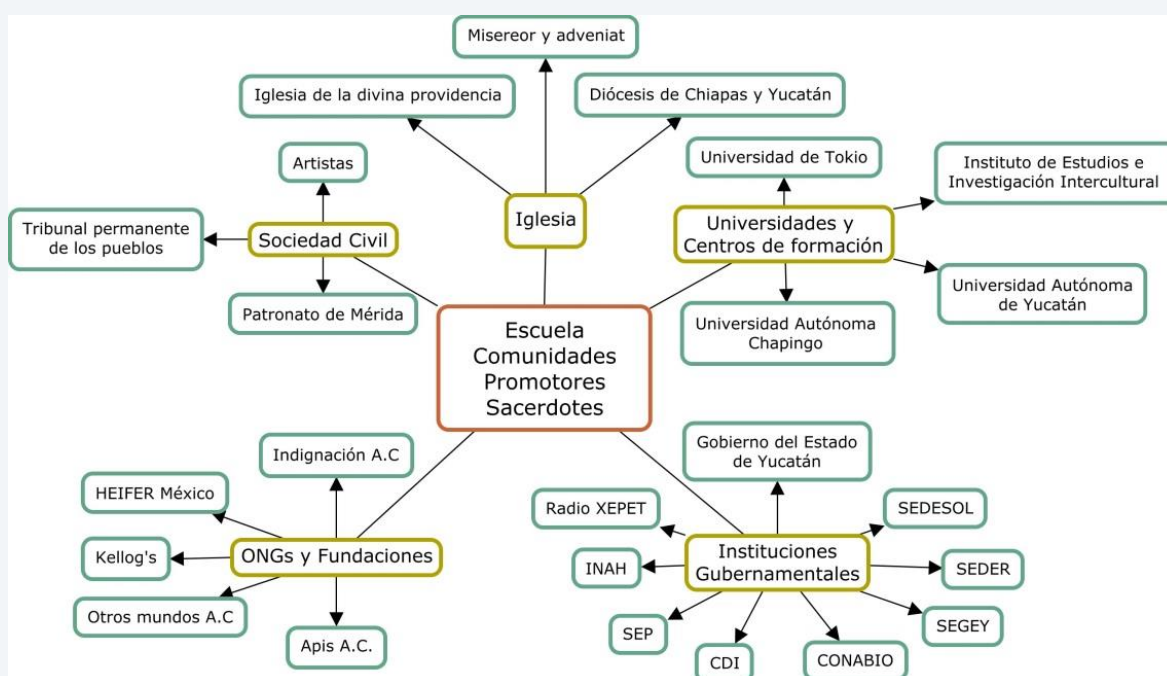 Misereor y adveniat
Iglesia de la divina providencia
Diócesis de Chiapas y Yucatán
Artistas
Universidad de Tokio
Instituto de Estudios e
Investigación Intercultural
Tribunal permanente
de los pueblos
Sociedad Civil
Iglesia
Universidades y
Centros de formación
Patronato de Mérida
Universidad Autónoma
Chapingo
Universidad Autónoma
de Yucatán
Escuela
Comunidades
Promotores
Sacerdotes
Indignación A.C
HEIFER México
Kellog's
ONGs y Fundaciones
Otros mundos A.C
Apis A.C.
Gobierno del Estado
de Yucatán
Radio XEPET
SEDESOL
INAH
Instituciones
Gubernamentales
SEDER
SEP
SEGEY
CDI
CONABIO